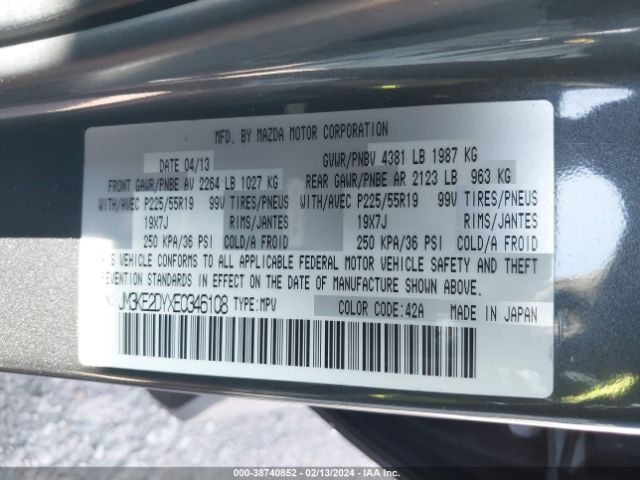 MFD. BY MAZDA MOTOR CORPORATION
DATE 04/13 GVWR/PNBV 4381 LB 1987 KG
FRONT GAWR/PNBE AV 2264 LB 1027 KG REAR GAWR/PNBE AR 2123 LB 963 KG
WITH/AVEC P225/55R19 99V TIRES/PNEUS WITH/AVEC P225/55R19 99V TIRES/PNEUS
19X7J RIMS/JANTES 19X7J RIMS/JANTES
250 KPA/36 PSI COLD/A FROID 250 KPA/36 PSI COLD/A FROID
THIS VEHICLE CONFORMS TO ALL APPLICABLE FEDERAL MOTOR VEHICLE SAFETY AND THEFT
PREVENTION STANDARDS IN EFFECT ON THE DATE OF MANUFACTURE SHOWN ABOVE.
JM3KE2DYXE0346108 TYPE:MPV COLOR CODE:42A MADE IN JAPAN
000-38740852 - 02/13/2024 - IAA Inc.